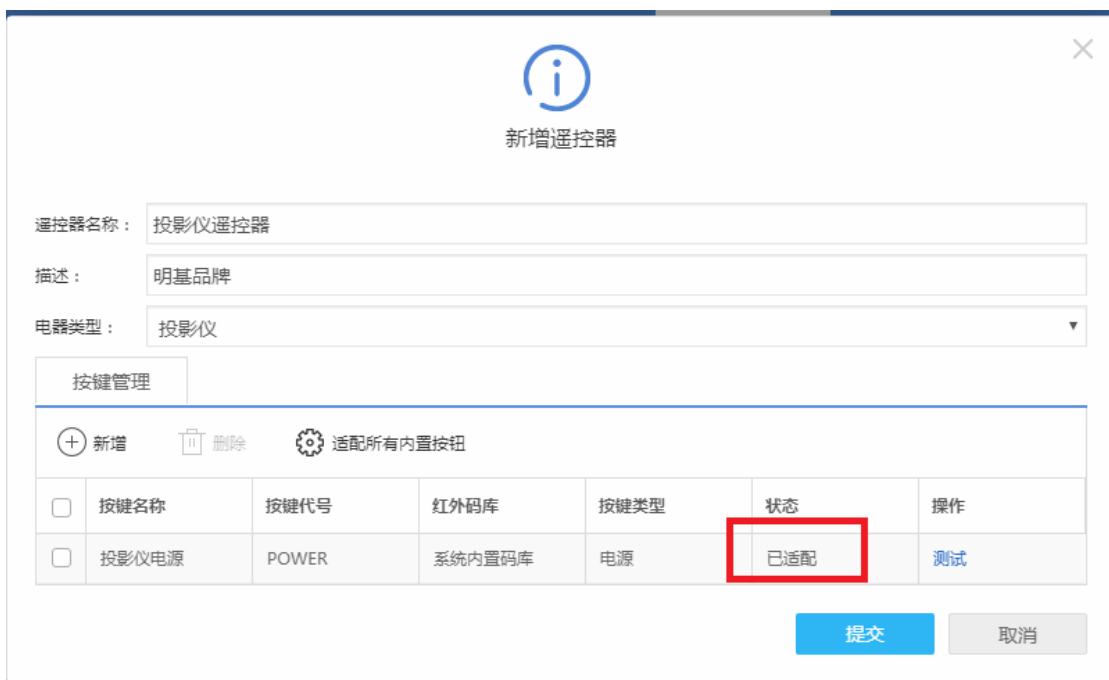 新增遥控器
遥控器名称： 投影仪遥控器
描述： 明基品牌
电器类型： 投影仪
按键管理
新增 删除 适配所有内置按钮
按键名称 按键代号 红外码库 按键类型 状态 操作
投影仪电源 POWER 系统内置码库 电源 已适配 测试
提交 取消